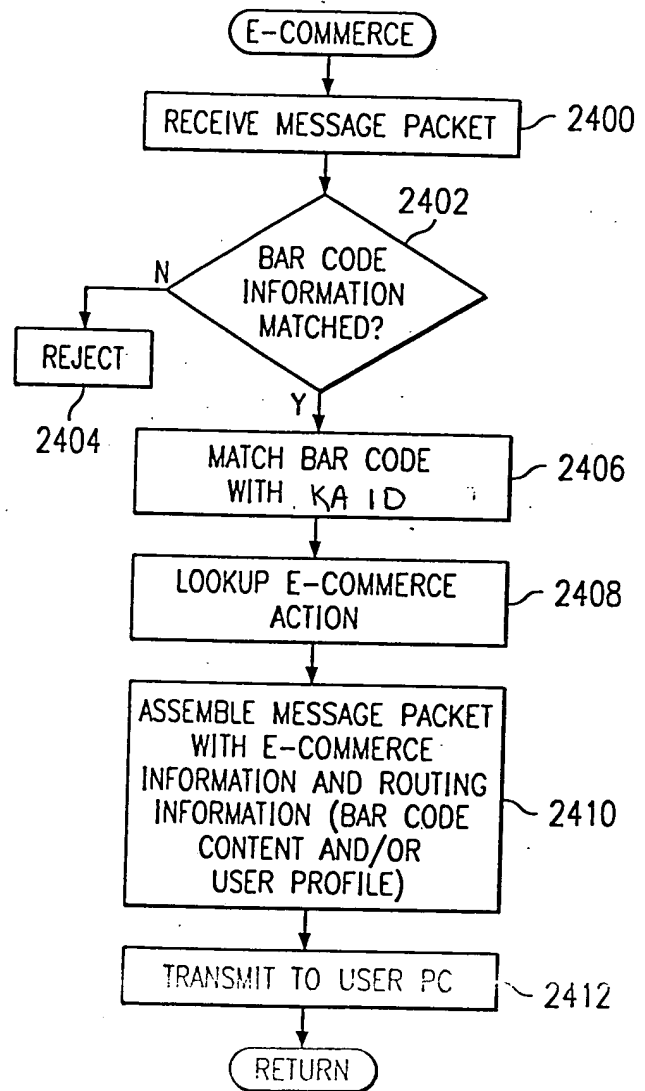 E-COMMERCE
RECEIVE MESSAGE PACKET
2400
2402
BAR CODE
INFORMATION
MATCHED?
N
REJECT
2404
Y
MATCH BAR CODE
WITH KA ID
2406
LOOKUP E-COMMERCE
ACTION
2408
ASSEMBLE MESSAGE PACKET
WITH E-COMMERCE
INFORMATION AND ROUTING
INFORMATION (BAR CODE
CONTENT AND/OR
USER PROFILE)
2410
TRANSMIT TO USER PC
2412
RETURN